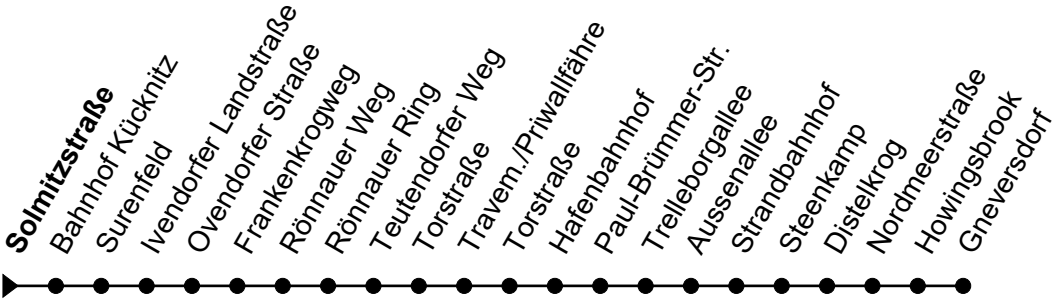 Solmitzstraße
Bahnhof Kücknitz
Surenfeld
Ivendorfer Landstraße
Ovendorfer Straße
Frankenkrogweg
Rönnauer Weg
Rönnauer Ring
Teutendorfer Weg
Torstraße
Travem./Priwallfähre
Torstraße
Hafenbahnhof
Paul-Brümmer-Str.
Trelleborgallee
Aussenallee
Strandbahnhof
Steenkamp
Distelkrog
Nordmeerstraße
Howingsbrook
Gneversdorf